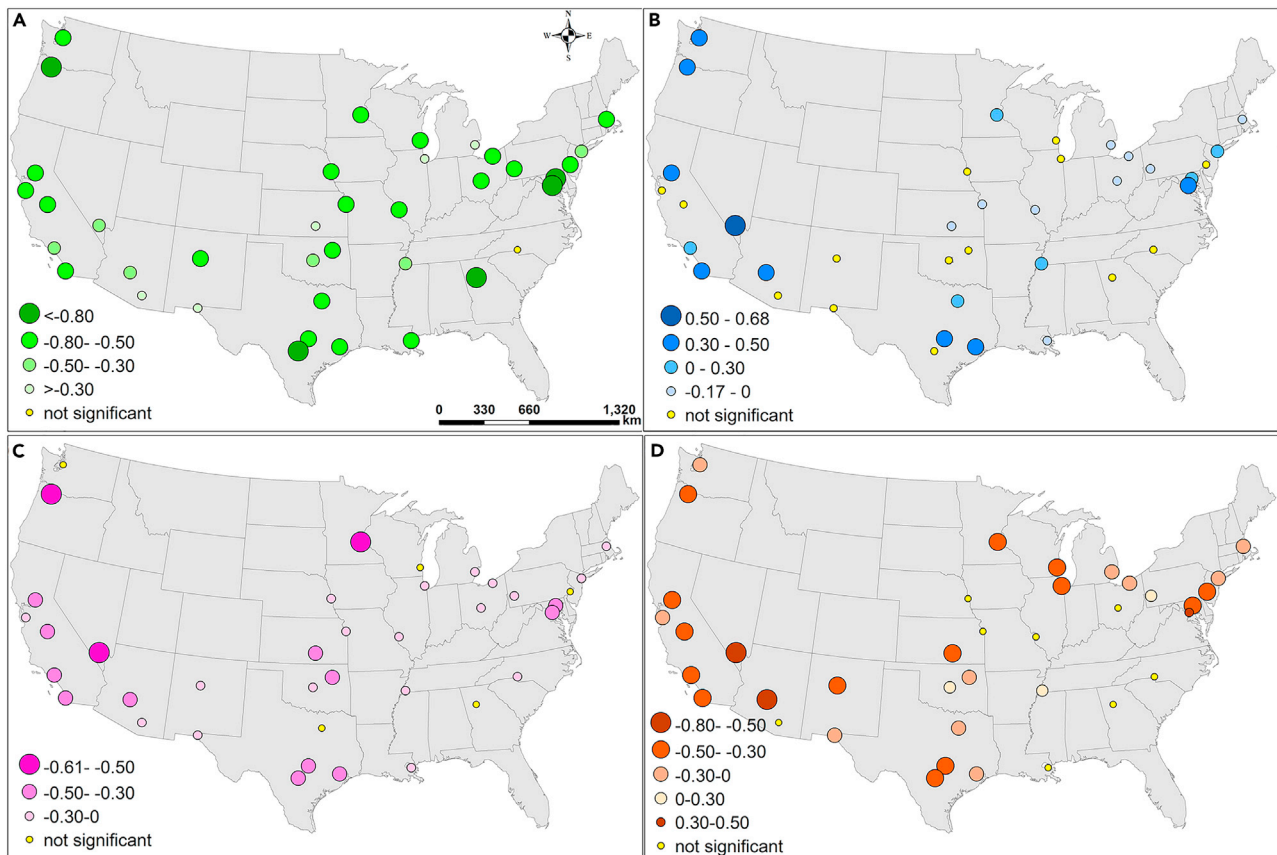 A
N
W E
S
<-0.80
-0.80- -0.50
-0.50- -0.30
>-0.30
not significant
0 330 660 1,320
km
B
0.50 - 0.68
0.30 - 0.50
0 - 0.30
-0.17 - 0
not significant
C
-0.61- -0.50
-0.50- -0.30
-0.30-0
not significant
D
-0.80- -0.50
-0.50- -0.30
-0.30-0
0-0.30
0.30-0.50
not significant